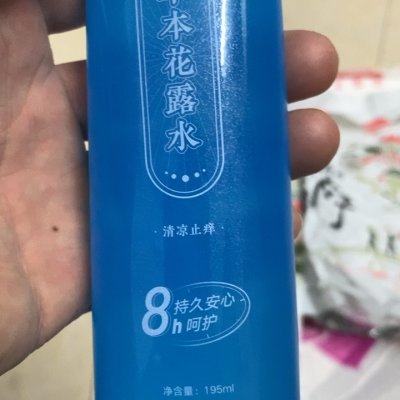 本花露水
·清凉止痒·
8h
持久安心
呵护
净含量：195ml